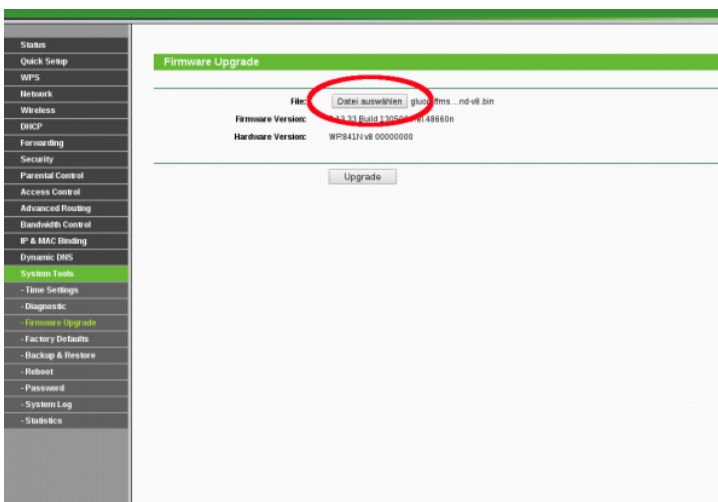 Status
Quick Setup
WPS
Network
Wireless
DHCP
Forwarding
Security
Parental Control
Access Control
Advanced Routing
Bandwidth Control
IP & MAC Binding
Dynamic DNS
System Tools
- Time Settings
- Diagnostic
- Firmware Upgrade
- Factory Defaults
- Backup & Restore
- Reboot
- Password
- System Log
- Statistics
Firmware Upgrade
File: Datei auswählen
Firmware Version: Build 48660n
Hardware Version: WR841N v8 00000000
Upgrade